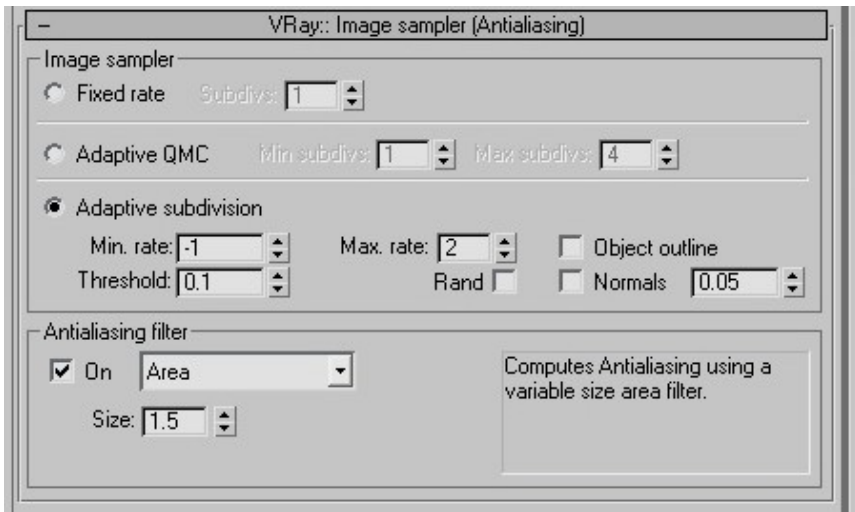 VRay:: Image sampler (Antialiasing)
Image sampler
Fixed rate Subdivs: 1
Adaptive QMC Min subdivs: 1 Max subdivs: 4
Adaptive subdivision
Min. rate: -1 Max. rate: 2 Object outline
Threshold: 0.1 Rand Normals 0.05
Antialiasing filter
On Area
Size: 1.5
Computes Antialiasing using a
variable size area filter.